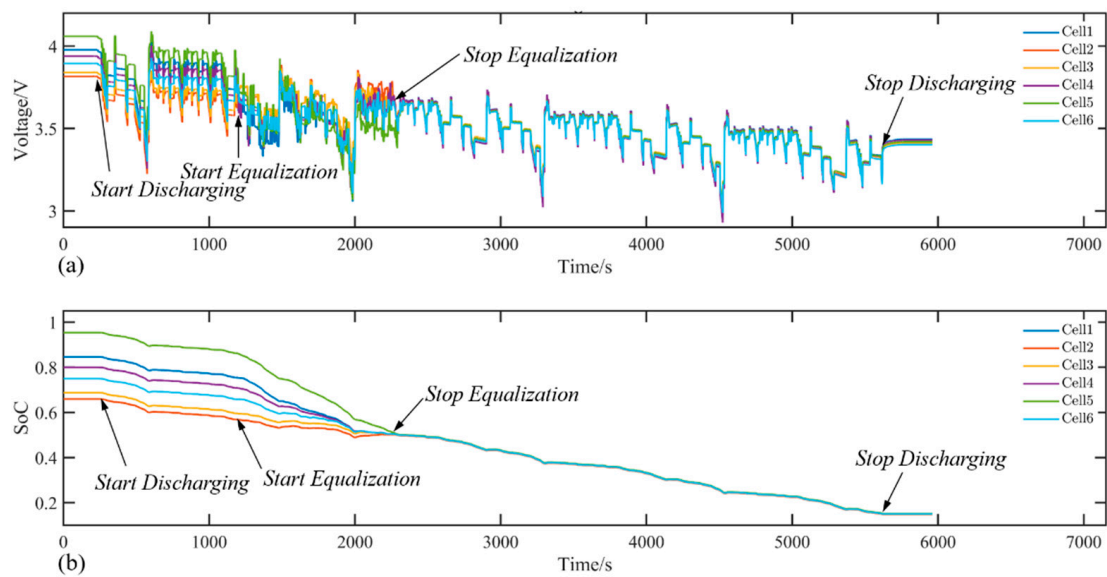 4
3.5
3
Voltage/V
Cell1
Cell2
Cell3
Cell4
Cell5
Cell6
Stop Equalization
Stop Discharging
Start Equalization
Start Discharging
0 1000 2000 3000 4000 5000 6000 7000
Time/s
(a)
1
0.8
0.6
0.4
0.2
SoC
Cell1
Cell2
Cell3
Cell4
Cell5
Cell6
Stop Equalization
Stop Discharging
Start Discharging
Start Equalization
0 1000 2000 3000 4000 5000 6000 7000
Time/s
(b)